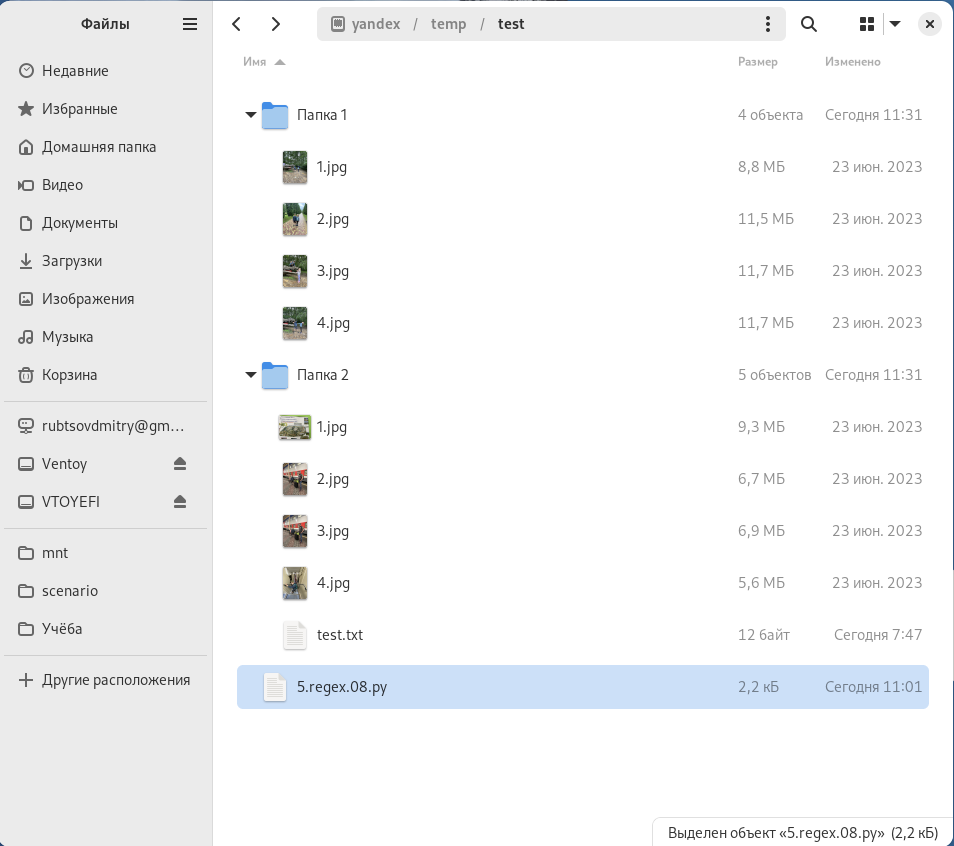 Файлы
Недавние
Избранные
Домашняя папка
Видео
Документы
Загрузки
Изображения
Музыка
Корзина
rubtsovdmitry@gm...
Ventoy
VTOYEFI
mnt
scenario
Учёба
Другие расположения
yandex / temp / test
Имя Размер Изменено
Папка 1 4 объекта Сегодня 11:31
1.jpg 8,8 МБ 23 июн. 2023
2.jpg 11,5 МБ 23 июн. 2023
3.jpg 11,7 МБ 23 июн. 2023
4.jpg 11,7 МБ 23 июн. 2023
Папка 2 5 объектов Сегодня 11:31
1.jpg 9,3 МБ 23 июн. 2023
2.jpg 6,7 МБ 23 июн. 2023
3.jpg 6,9 МБ 23 июн. 2023
4.jpg 5,6 МБ 23 июн. 2023
test.txt 12 байт Сегодня 7:47
5.regex.08.py 2,2 кБ Сегодня 11:01
Выделен объект «5.regex.08.py» (2,2 кБ)